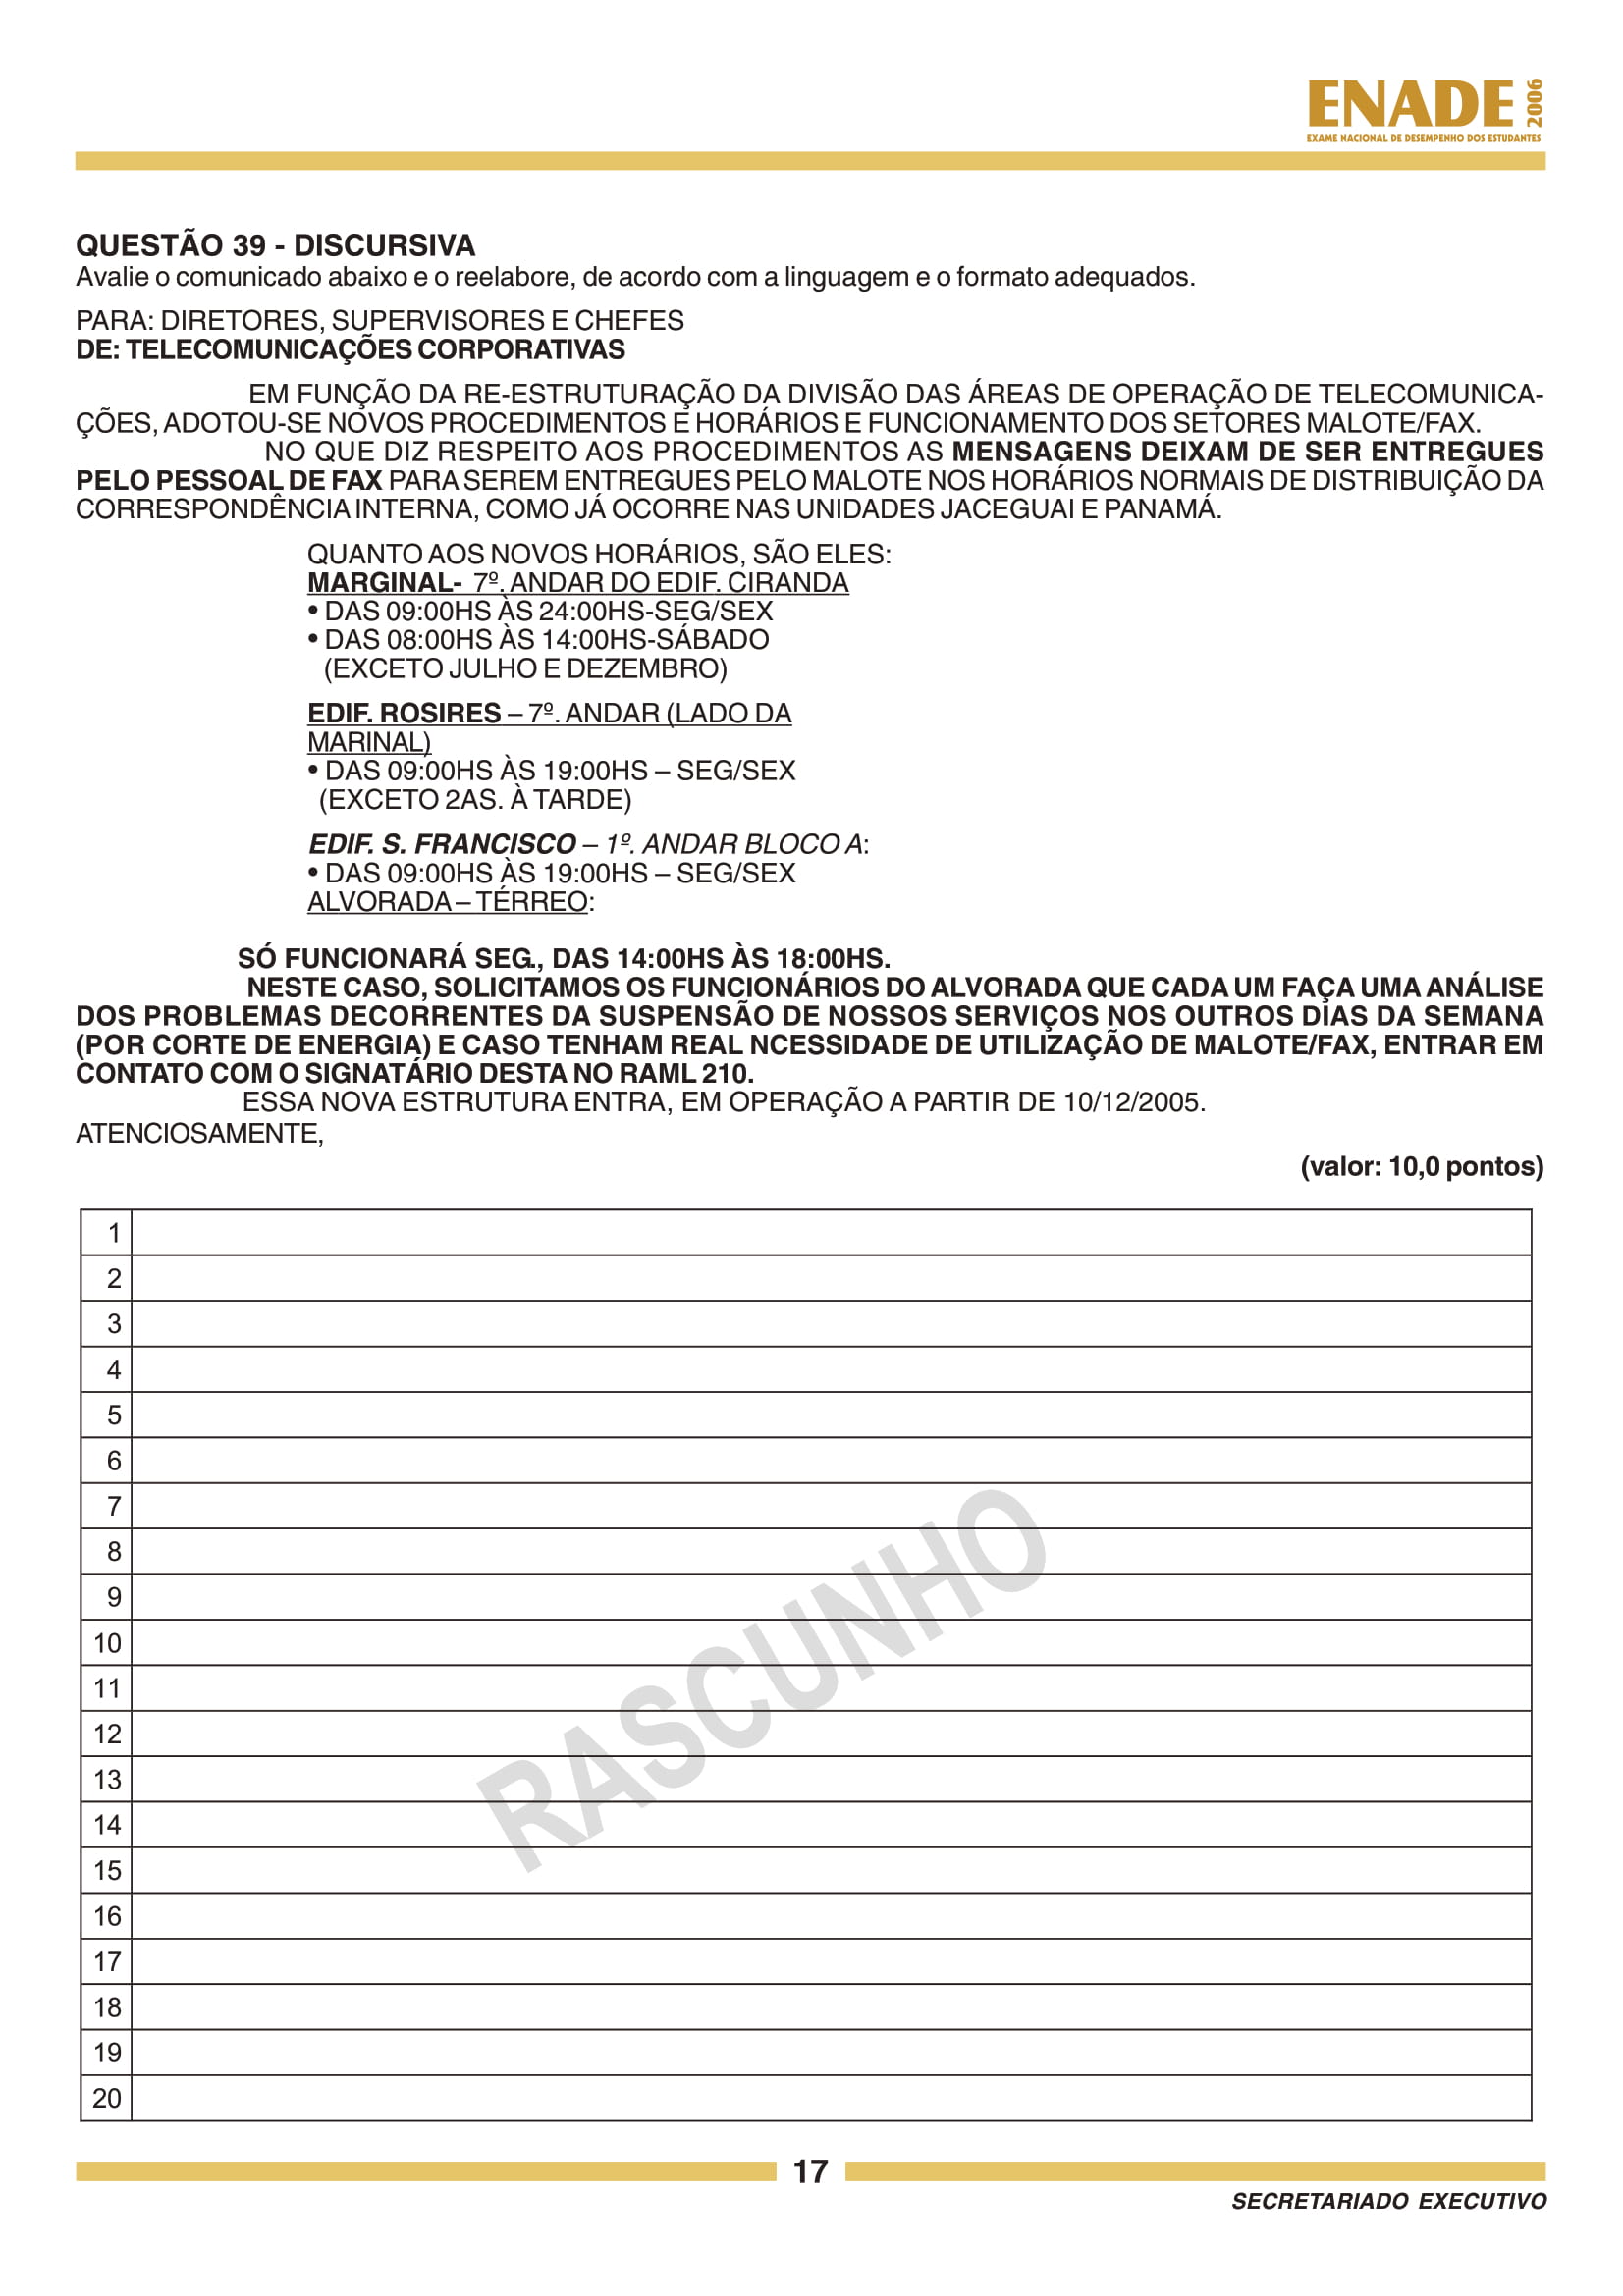 ENADE 2006
EXAME NACIONAL DE DESEMPENHO DOS ESTUDANTES
QUESTÃO 39 - DISCURSIVA
Avalie o comunicado abaixo e o reelabore, de acordo com a linguagem e o formato adequados.
PARA: DIRETORES, SUPERVISORES E CHEFES
DE: TELECOMUNICAÇÕES CORPORATIVAS
EM FUNÇÃO DA RE-ESTRUTURAÇÃO DA DIVISÃO DAS ÁREAS DE OPERAÇÃO DE TELECOMUNICA-
ÇÕES, ADOTOU-SE NOVOS PROCEDIMENTOS E HORÁRIOS E FUNCIONAMENTO DOS SETORES MALOTE/FAX.
NO QUE DIZ RESPEITO AOS PROCEDIMENTOS AS MENSAGENS DEIXAM DE SER ENTREGUES
PELO PESSOAL DE FAX PARA SEREM ENTREGUES PELO MALOTE NOS HORÁRIOS NORMAIS DE DISTRIBUIÇÃO DA
CORRESPONDÊNCIA INTERNA, COMO JÁ OCORRE NAS UNIDADES JACEGUAI E PANAMÁ.
QUANTO AOS NOVOS HORÁRIOS, SÃO ELES:
MARGINAL- 7º. ANDAR DO EDIF. CIRANDA
• DAS 09:00HS ÀS 24:00HS-SEG/SEX
• DAS 08:00HS ÀS 14:00HS-SÁBADO
(EXCETO JULHO E DEZEMBRO)
EDIF. ROSIRES – 7º. ANDAR (LADO DA
MARINAL)
• DAS 09:00HS ÀS 19:00HS – SEG/SEX
(EXCETO 2AS. À TARDE)
EDIF. S. FRANCISCO – 1º. ANDAR BLOCO A:
• DAS 09:00HS ÀS 19:00HS – SEG/SEX
ALVORADA – TÉRREO:
SÓ FUNCIONARÁ SEG., DAS 14:00HS ÀS 18:00HS.
NESTE CASO, SOLICITAMOS OS FUNCIONÁRIOS DO ALVORADA QUE CADA UM FAÇA UMA ANÁLISE
DOS PROBLEMAS DECORRENTES DA SUSPENSÃO DE NOSSOS SERVIÇOS NOS OUTROS DIAS DA SEMANA
(POR CORTE DE ENERGIA) E CASO TENHAM REAL NCESSIDADE DE UTILIZAÇÃO DE MALOTE/FAX, ENTRAR EM
CONTATO COM O SIGNATÁRIO DESTA NO RAML 210.
ESSA NOVA ESTRUTURA ENTRA, EM OPERAÇÃO A PARTIR DE 10/12/2005.
ATENCIOSAMENTE,
(valor: 10,0 pontos)
1
2
3
4
5
6
7
8
9
10
11
12
13
14
15
16
17
18
19
20
RASCUNHO
17
SECRETARIADO EXECUTIVO